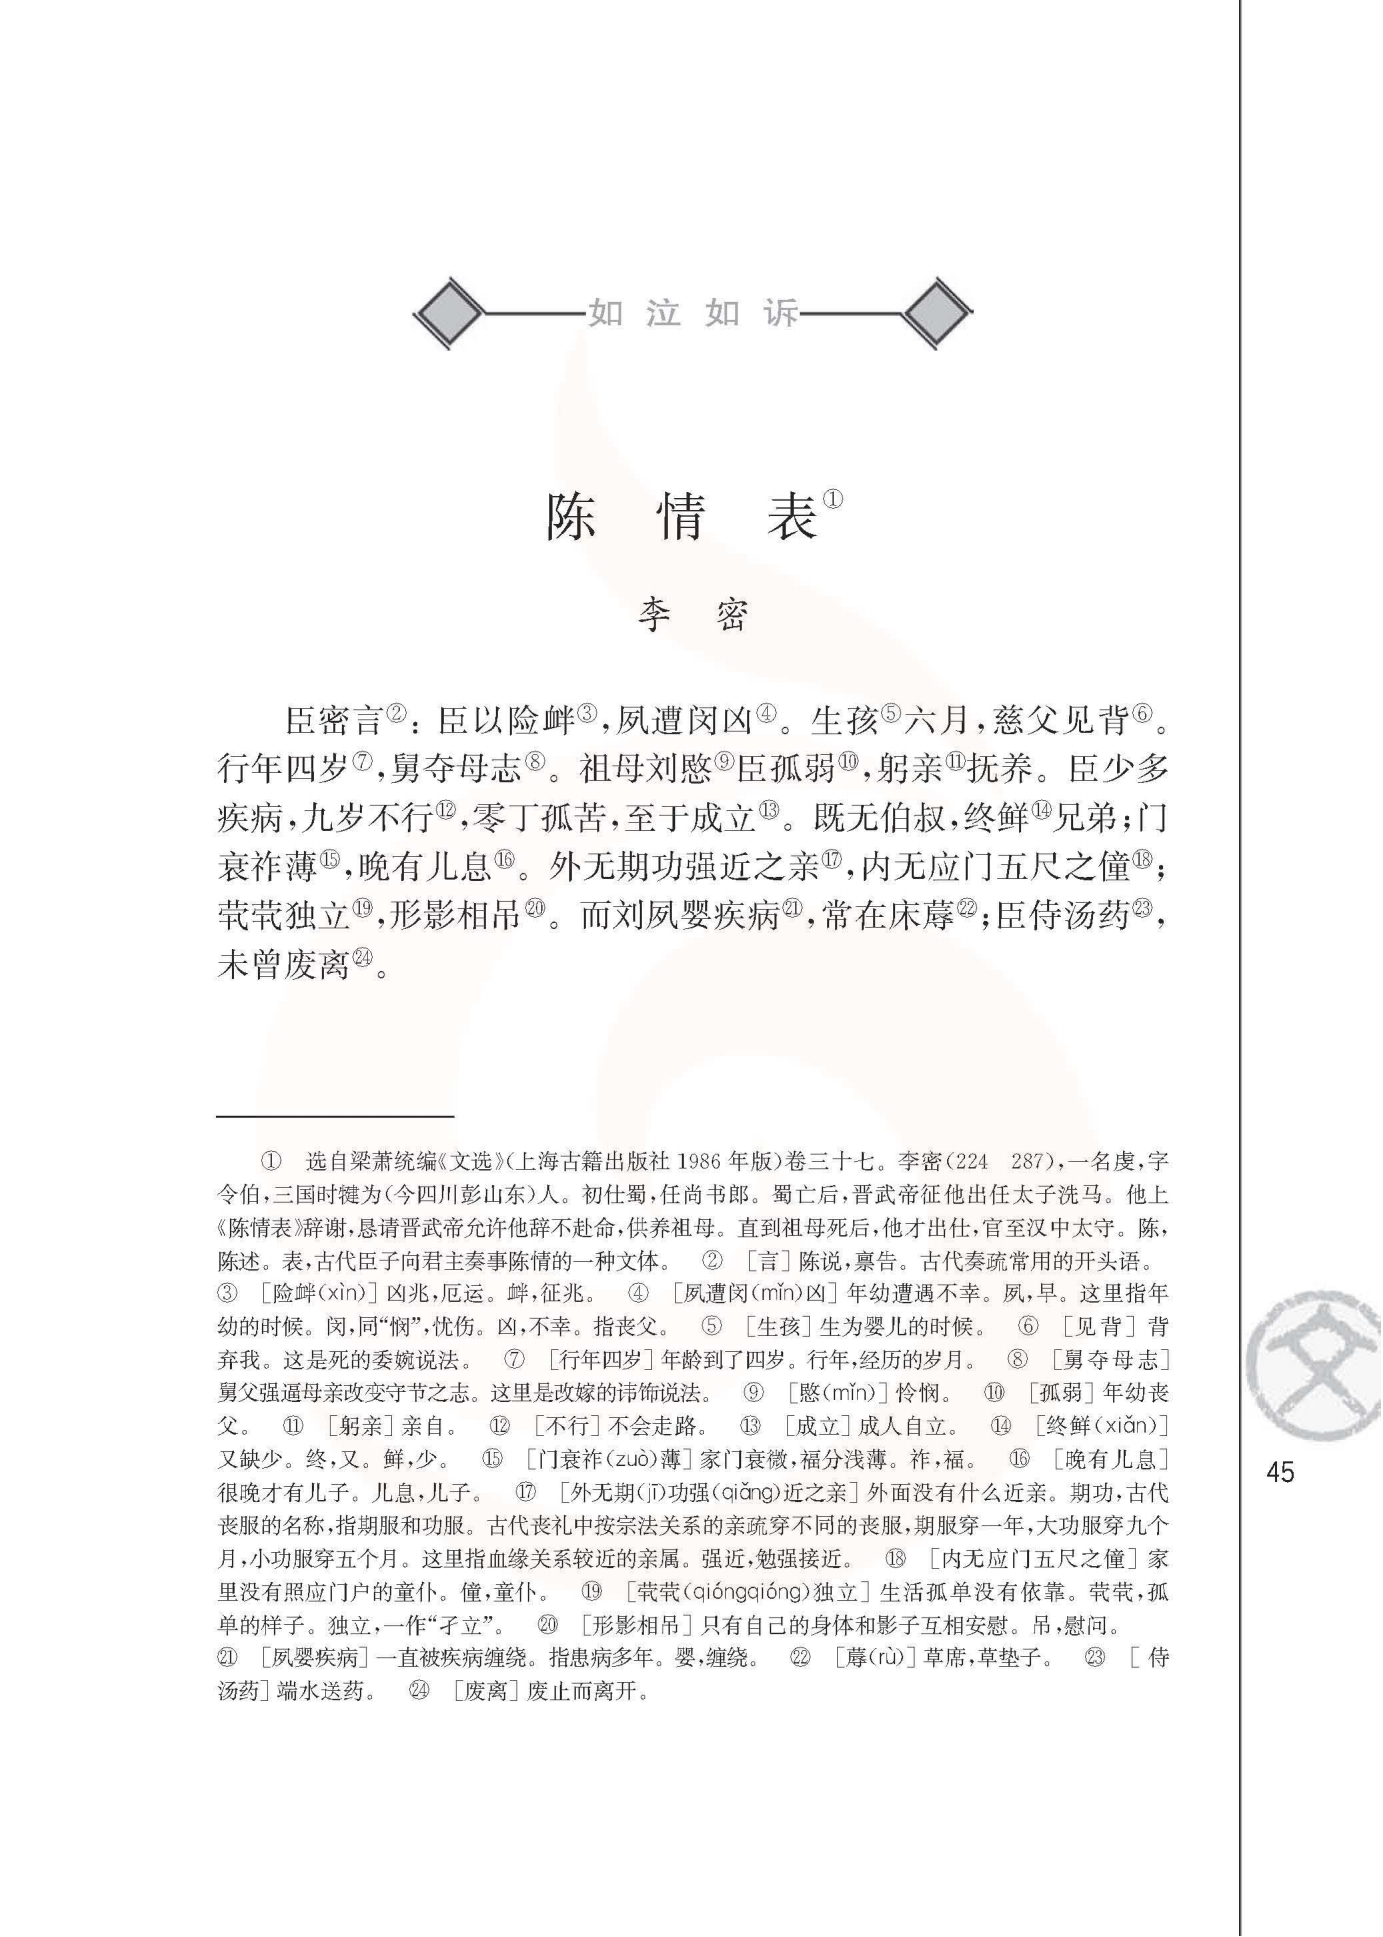 如泣如诉
陈情表①
李密
臣密言②：臣以险衅③，夙遭闵凶④。生孩⑤六月，慈父见背⑥。
行年四岁⑦，舅夺母志⑧。祖母刘愍⑨臣孤弱⑩，躬亲⑪抚养。臣少多
疾病，九岁不行⑫，零丁孤苦，至于成立⑬。既无伯叔，终鲜⑭兄弟；门
衰祚薄⑮，晚有儿息⑯。外无期功强近之亲⑰，内无应门五尺之僮⑱；
茕茕独立⑲，形影相吊⑳。而刘夙婴疾病㉑，常在床蓐㉒；臣侍汤药㉓，
未曾废离㉔。
① 选自梁萧统编《文选》（上海古籍出版社1986年版）卷三十七。李密（224 287），一名虔，字
令伯，三国时犍为（今四川彭山东）人。初仕蜀，任尚书郎。蜀亡后，晋武帝征他出任太子洗马。他上
《陈情表》辞谢，恳请晋武帝允许他辞不赴命，供养祖母。直到祖母死后，他才出仕，官至汉中太守。陈，
陈述。表，古代臣子向君主奏事陈情的一种文体。 ② ［言］陈说，禀告。古代奏疏常用的开头语。
③ ［险衅（xìn）］凶兆，厄运。衅，征兆。 ④ ［夙遭闵（mǐn）凶］年幼遭遇不幸。夙，早。这里指年
幼的时候。闵，同“悯”，忧伤。凶，不幸。指丧父。 ⑤ ［生孩］生为婴儿的时候。 ⑥ ［见背］背
弃我。这是死的委婉说法。 ⑦ ［行年四岁］年龄到了四岁。行年，经历的岁月。 ⑧ ［舅夺母志］
舅父强逼母亲改变守节之志。这里是改嫁的讳饰说法。 ⑨ ［愍（mǐn）］怜悯。 ⑩ ［孤弱］年幼丧
父。 ⑪ ［躬亲］亲自。 ⑫ ［不行］不会走路。 ⑬ ［成立］成人自立。 ⑭ ［终鲜（xiǎn）］
又缺少。终，又。鲜，少。 ⑮ ［门衰祚（zuò）薄］家门衰微，福分浅薄。祚，福。 ⑯ ［晚有儿息］
很晚才有儿子。儿息，儿子。 ⑰ ［外无期（jī）功强（qiǎng）近之亲］外面没有什么近亲。期功，古代
丧服的名称，指期服和功服。古代丧礼中按宗法关系的亲疏穿不同的丧服，期服穿一年，大功服穿九个
月，小功服穿五个月。这里指血缘关系较近的亲属。强近，勉强接近。 ⑱ ［内无应门五尺之僮］家
里没有照应门户的童仆。僮，童仆。 ⑲ ［茕茕（qióngqióng）独立］生活孤单没有依靠。茕茕，孤
单的样子。独立，一作“孑立”。 ⑳ ［形影相吊］只有自己的身体和影子互相安慰。吊，慰问。
㉑ ［夙婴疾病］一直被疾病缠绕。指患病多年。婴，缠绕。 ㉒ ［蓐（rù）］草席，草垫子。 ㉓ ［侍
汤药］端水送药。 ㉔ ［废离］废止而离开。
文
45